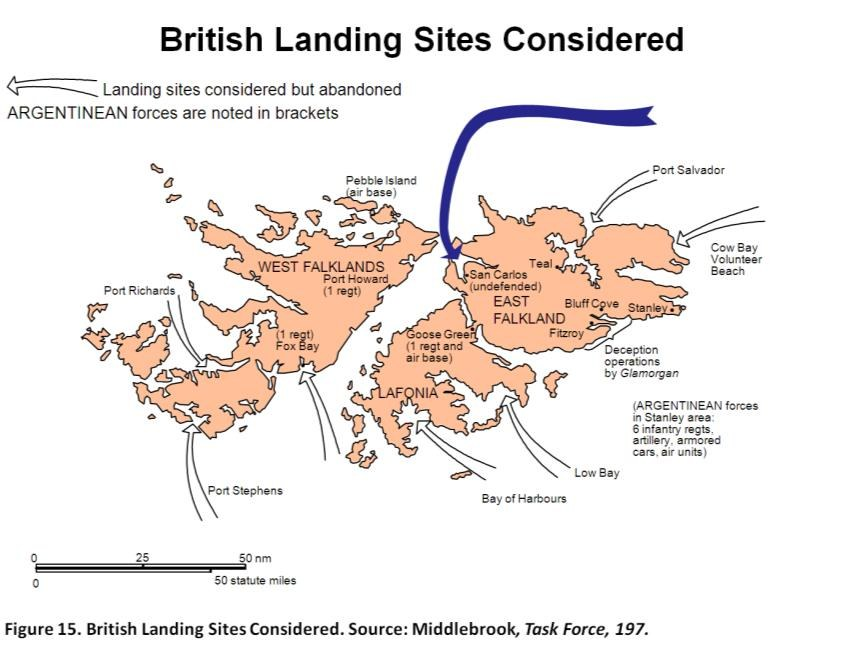 British Landing Sites Considered
Landing sites considered but abandoned
ARGENTINEAN forces are noted in brackets
Pebble Island
(air base)
Port Salvador
Cow Bay
Volunteer
Beach
WEST FALKLANDS
Port Howard
(1 regt)
Teal
San Carlos
(undefended)
EAST
FALKLAND
Port Richards
Bluff Cove
Stanley
Fitzroy
(1 regt)
Fox Bay
Goose Green
(1 regt and
air base)
Deception
operations
by Glamorgan
LAFONIA
(ARGENTINEAN forces
in Stanley area:
6 infantry regts,
artillery, armored
cars, air units)
Low Bay
Port Stephens
Bay of Harbours
0 25 50 nm
0 50 statute miles
Figure 15. British Landing Sites Considered. Source: Middlebrook, Task Force, 197.